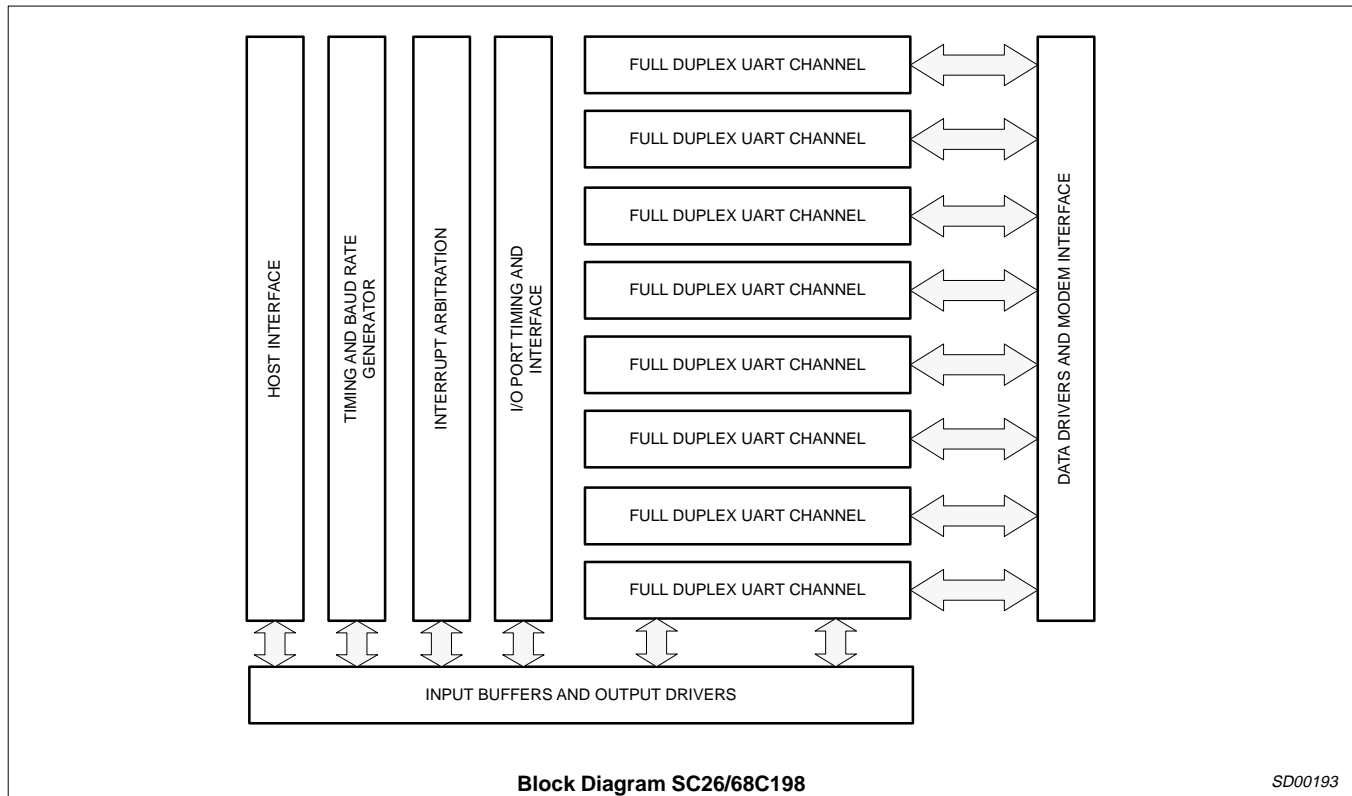 HOST INTERFACE
TIMING AND BAUD RATE
GENERATOR
INTERRUPT ARBITRATION
I/O PORT TIMING AND
INTERFACE
FULL DUPLEX UART CHANNEL
FULL DUPLEX UART CHANNEL
FULL DUPLEX UART CHANNEL
FULL DUPLEX UART CHANNEL
FULL DUPLEX UART CHANNEL
FULL DUPLEX UART CHANNEL
FULL DUPLEX UART CHANNEL
FULL DUPLEX UART CHANNEL
DATA DRIVERS AND MODEM INTERFACE
INPUT BUFFERS AND OUTPUT DRIVERS
Block Diagram SC26/68C198
SD00193